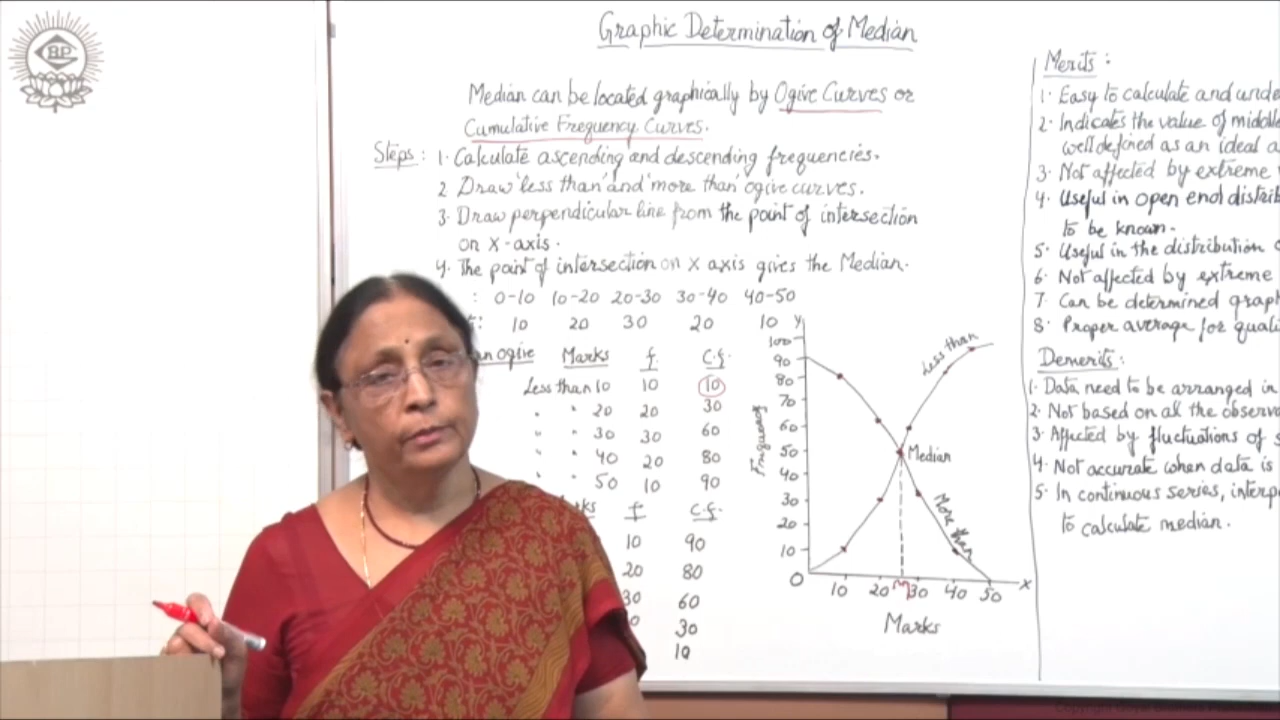 GBP
Graphic Determination of Median
Median can be located graphically by Ogive Curves or
Cumulative Frequency Curves.
Steps : 1. Calculate ascending and descending frequencies.
2 Draw 'less than' and 'more than' ogive curves.
3. Draw perpendicular line from the point of intersection
on X-axis.
4. The point of intersection on X axis gives the Median.
: 0-10 10-20 20-30 30-40 40-50
: 10 20 30 20 10
ogive Marks f. c.f.
Less than 10 10 10
" " 20 20 30
" " 30 30 60
" " 40 20 80
" " 50 10 90
f c.f.
10 90
20 80
30 60
30
10
Y
100
90
80
70
60
50
40
30
20
10
0
Frequency
Less than
Median
More than
10 20 30 40 50 X
M
Marks
Merits :
1. Easy to calculate and
2. Indicates the value of
well defined as an ideal
3. Not affected by extreme
4. Useful in open end
to be known.
5. Useful in the distribution
6. Not affected by extreme
7. Can be determined
8. Proper average for
Demerits :
1. Data need to be arranged in
2. Not based on all the
3. Affected by fluctuations of
4. Not accurate when data is
5. In continuous series,
to calculate median.